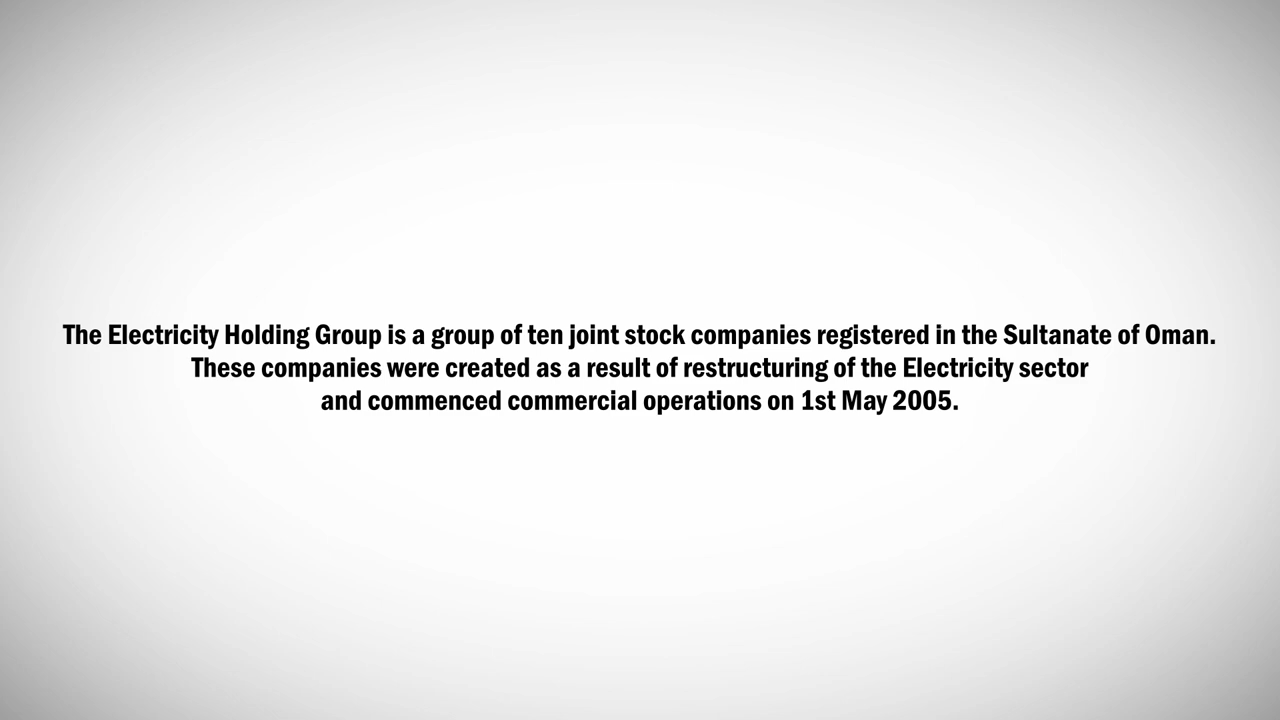 The Electricity Holding Group is a group of ten joint stock companies registered in the Sultanate of Oman.
These companies were created as a result of restructuring of the Electricity sector
and commenced commercial operations on 1st May 2005.